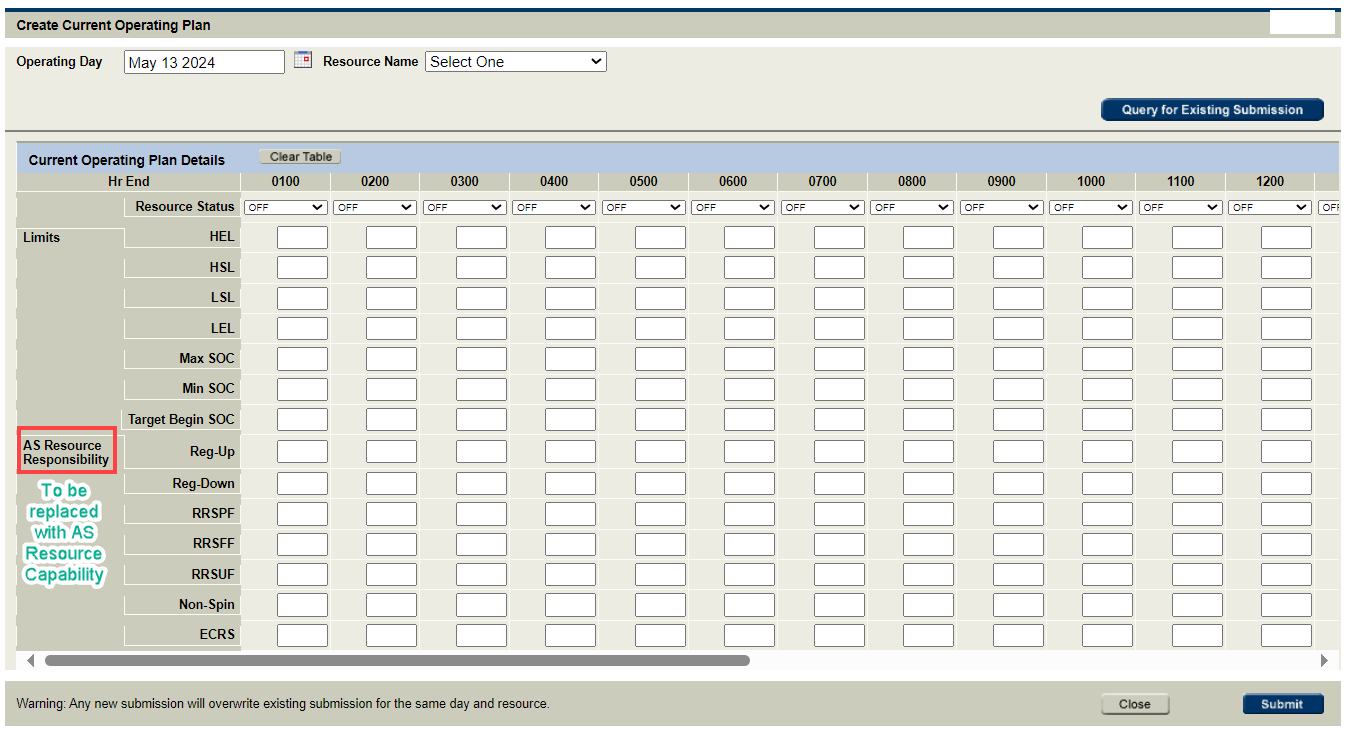 Create Current Operating Plan
Operating Day May 13 2024 Resource Name Select One
Query for Existing Submission
Current Operating Plan Details Clear Table
Hr End 0100 0200 0300 0400 0500 0600 0700 0800 0900 1000 1100 1200
Resource Status OFF OFF OFF OFF OFF OFF OFF OFF OFF OFF OFF OFF OFF
Limits HEL
HSL
LSL
LEL
Max SOC
Min SOC
Target Begin SOC
AS Resource
Responsibility
Reg-Up
Reg-Down
RRSPF
RRSFF
RRSUF
Non-Spin
ECRS
To be
replaced
with AS
Resource
Capability
Warning: Any new submission will overwrite existing submission for the same day and resource.
Close Submit